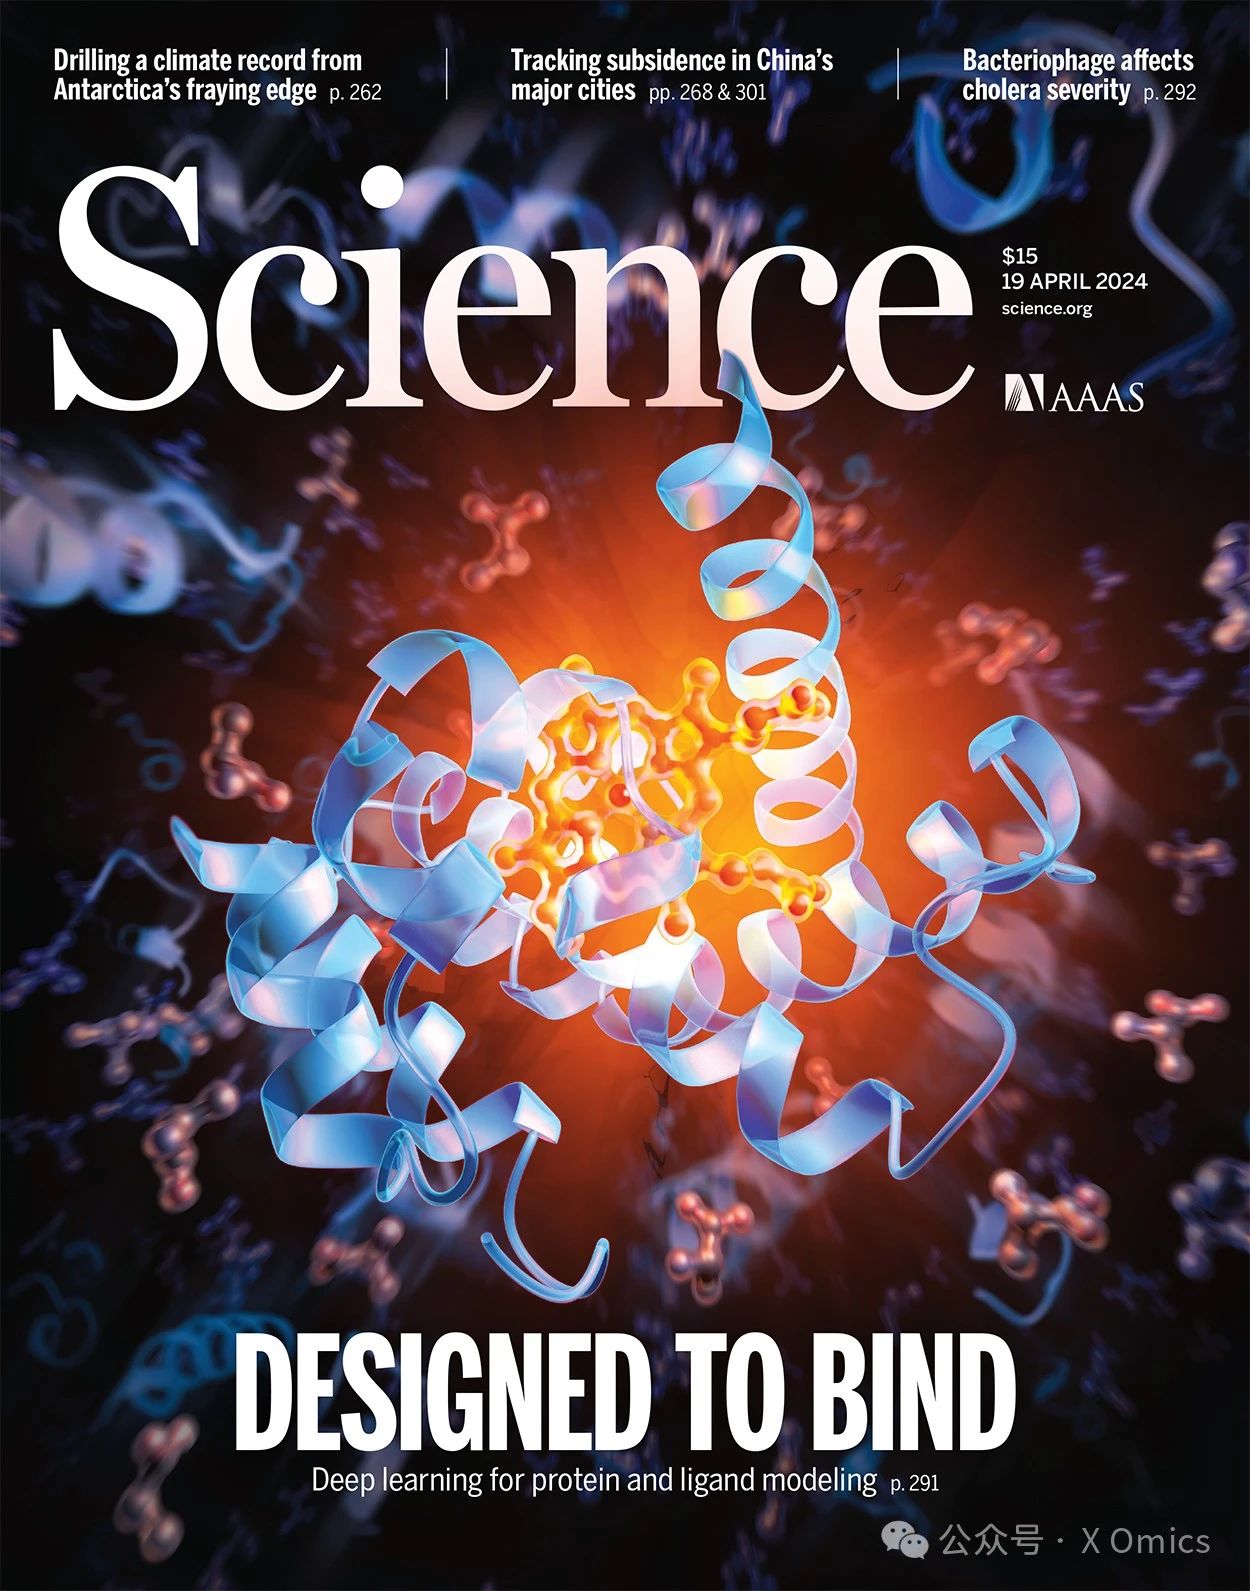 Drilling a climate record from
Antarctica's fraying edge p. 262
Tracking subsidence in China's
major cities pp. 268 & 301
Bacteriophage affects
cholera severity p. 292
Science
$15
19 APRIL 2024
science.org
AAAS
DESIGNED TO BIND
Deep learning for protein and ligand modeling p. 291
公众号 · X Omics